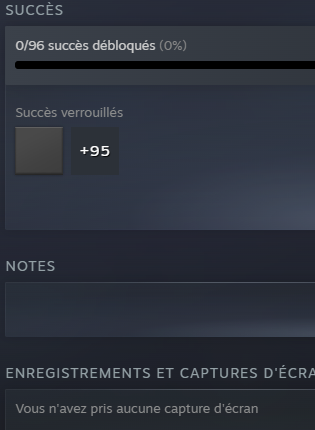 SUCCÈS
0/96 succès débloqués (0%)
Succès verrouillés
+95
NOTES
ENREGISTREMENTS ET CAPTURES D'ÉCRA
Vous n'avez pris aucune capture d'écran